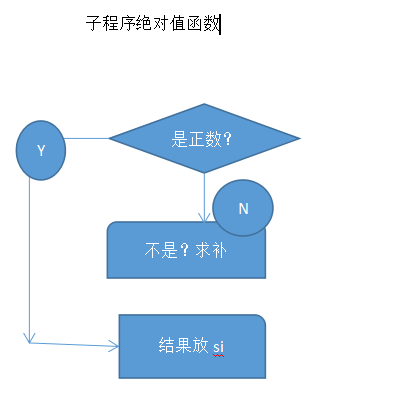 子程序绝对值函数
是正数？
Y
N
不是？求补
结果放 si